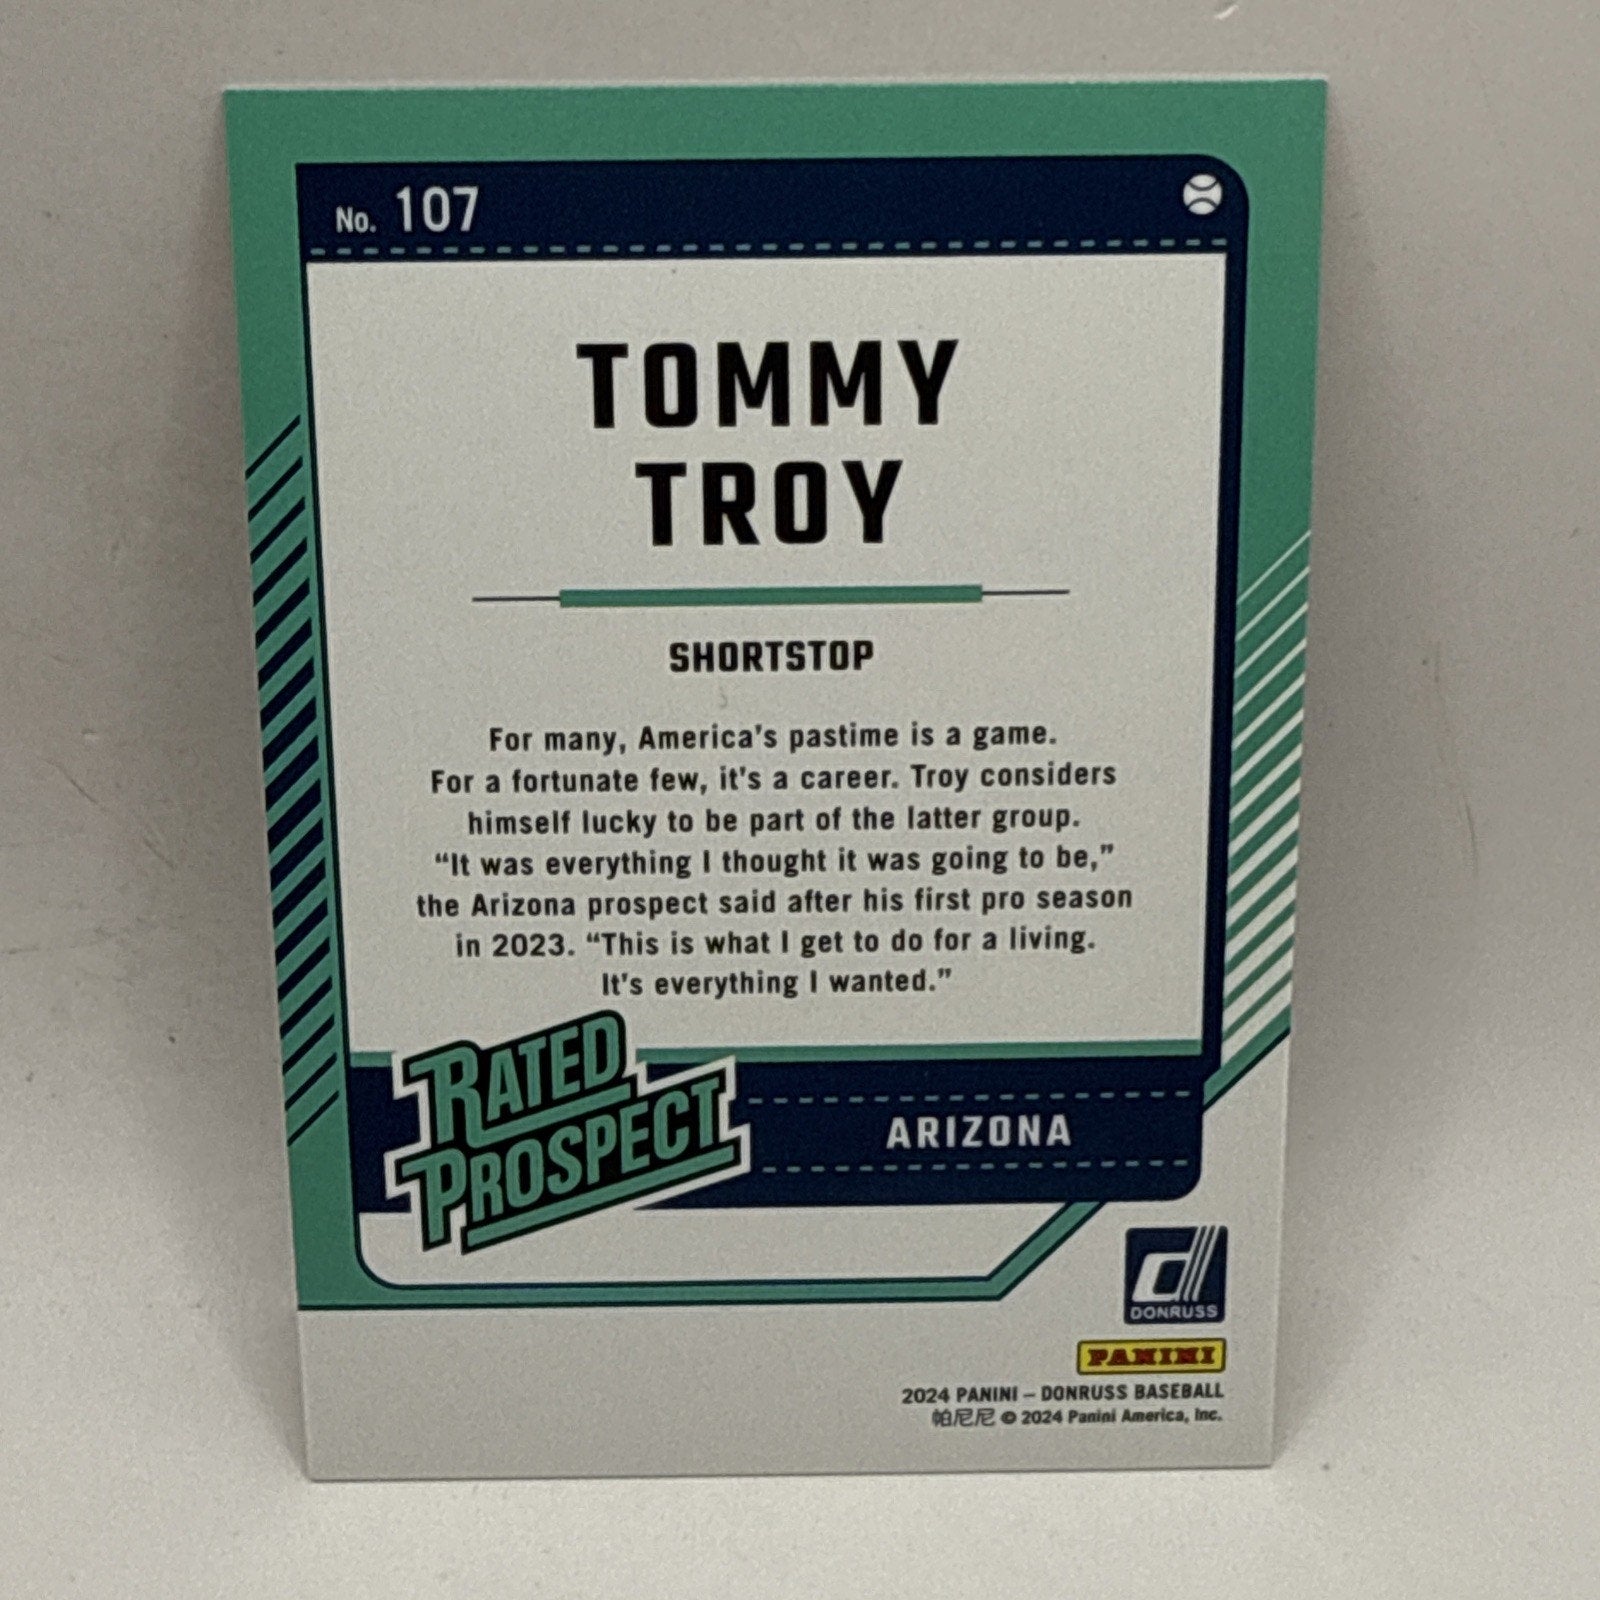 No. 107
TOMMY
TROY
SHORTSTOP
For many, America's pastime is a game.
For a fortunate few, it's a career. Troy considers
himself lucky to be part of the latter group.
“It was everything I thought it was going to be,”
the Arizona prospect said after his first pro season
in 2023. “This is what I get to do for a living.
It's everything I wanted.”
RATED
PROSPECT
ARIZONA
d
DONRUSS
PANINI
2024 PANINI – DONRUSS BASEBALL
帕尼尼 © 2024 Panini America, Inc.